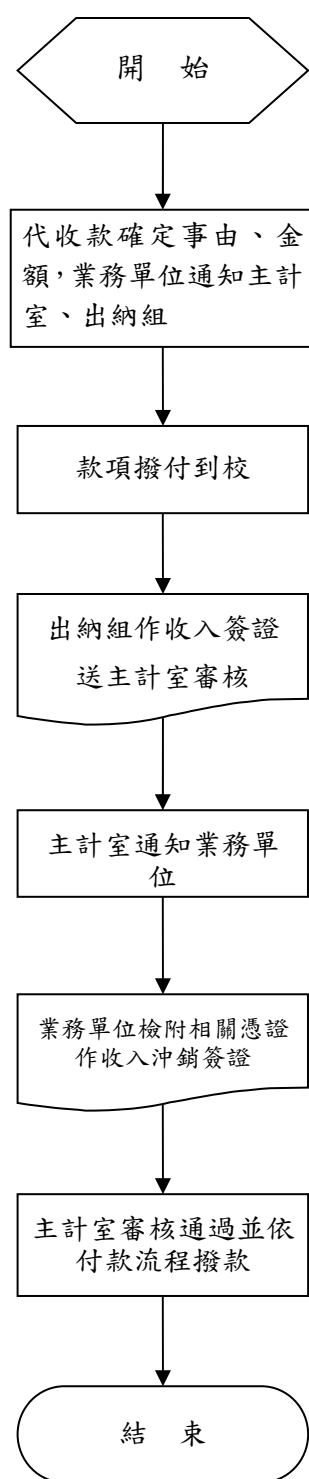 開　始
代收款確定事由、金
額，業務單位通知主計
室、出納組
款項撥付到校
出納組作收入簽證
送主計室審核
主計室通知業務單
位
業務單位檢附相關憑證
作收入沖銷簽證
主計室審核通過並依
付款流程撥款
結　束